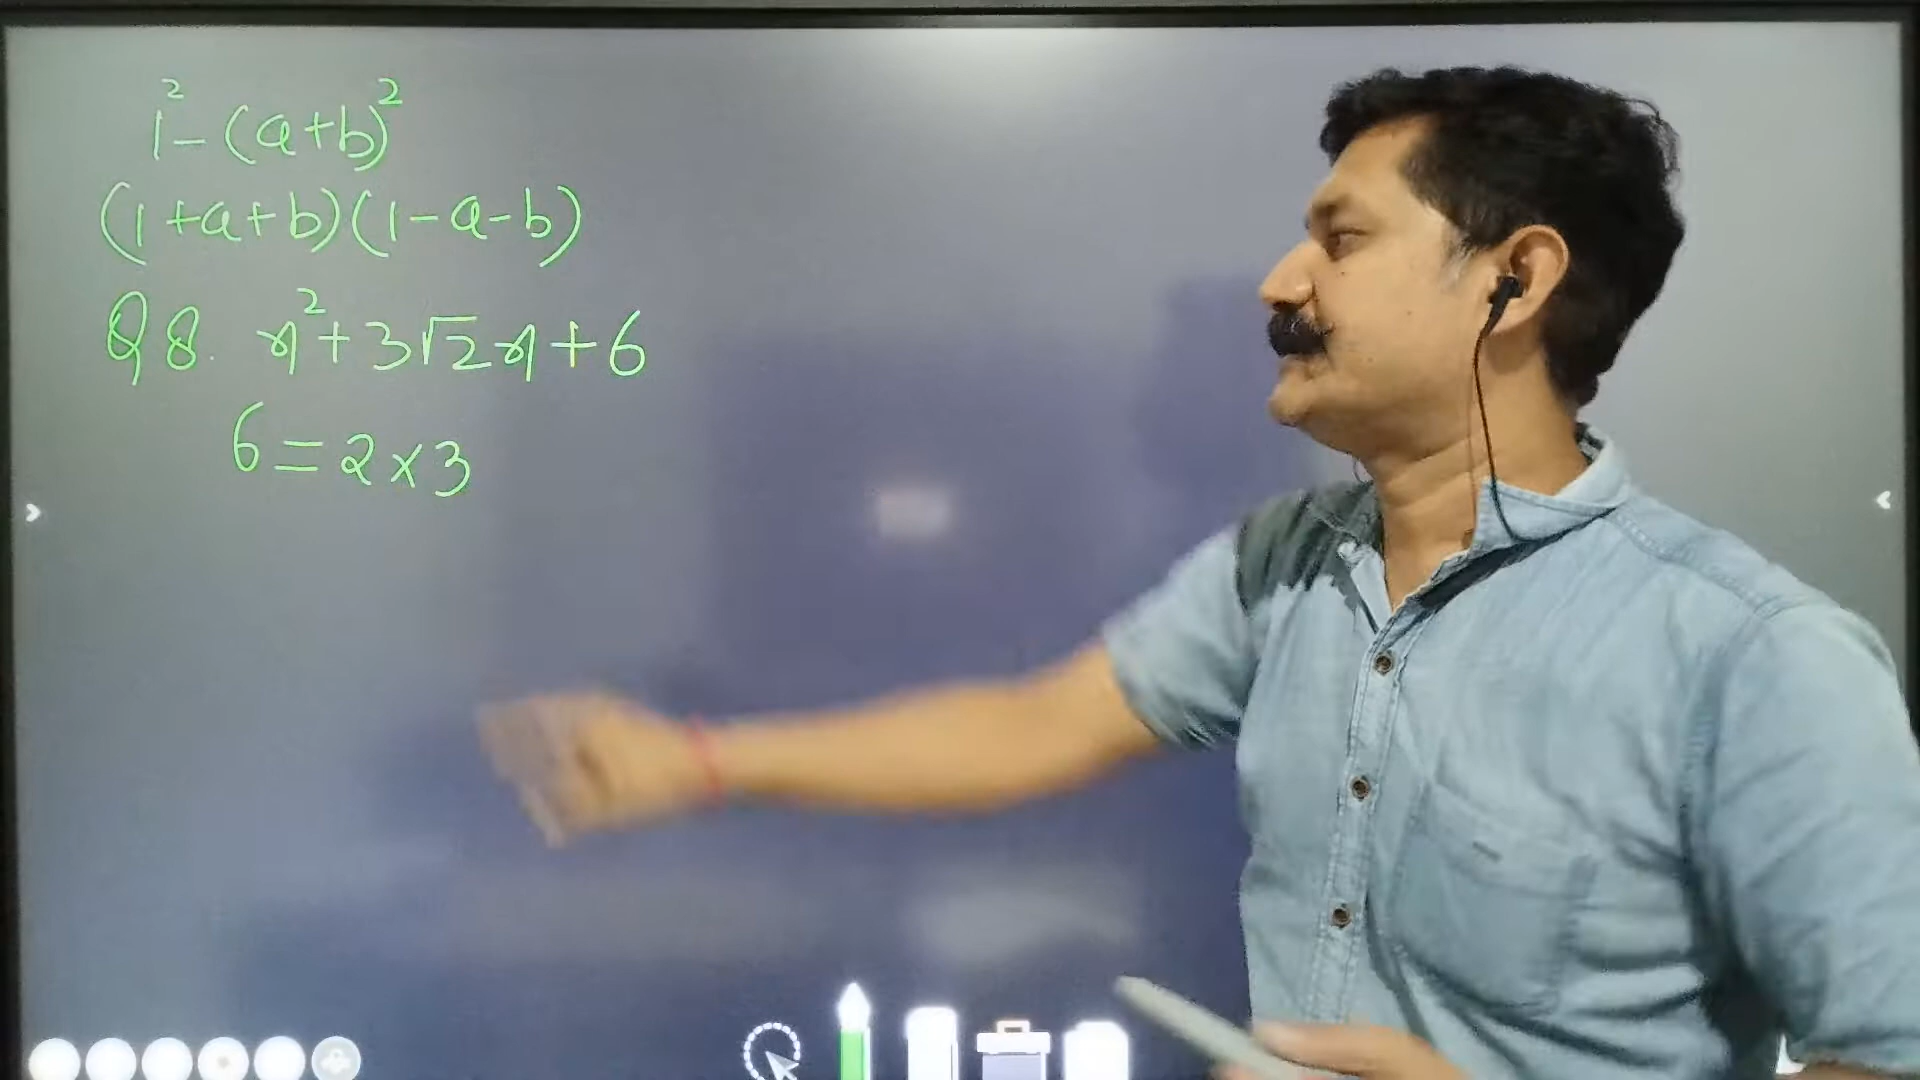 1² - (a+b)²
(1+a+b)(1-a-b)
Q8. x² + 3√2x + 6
6 = 2×3